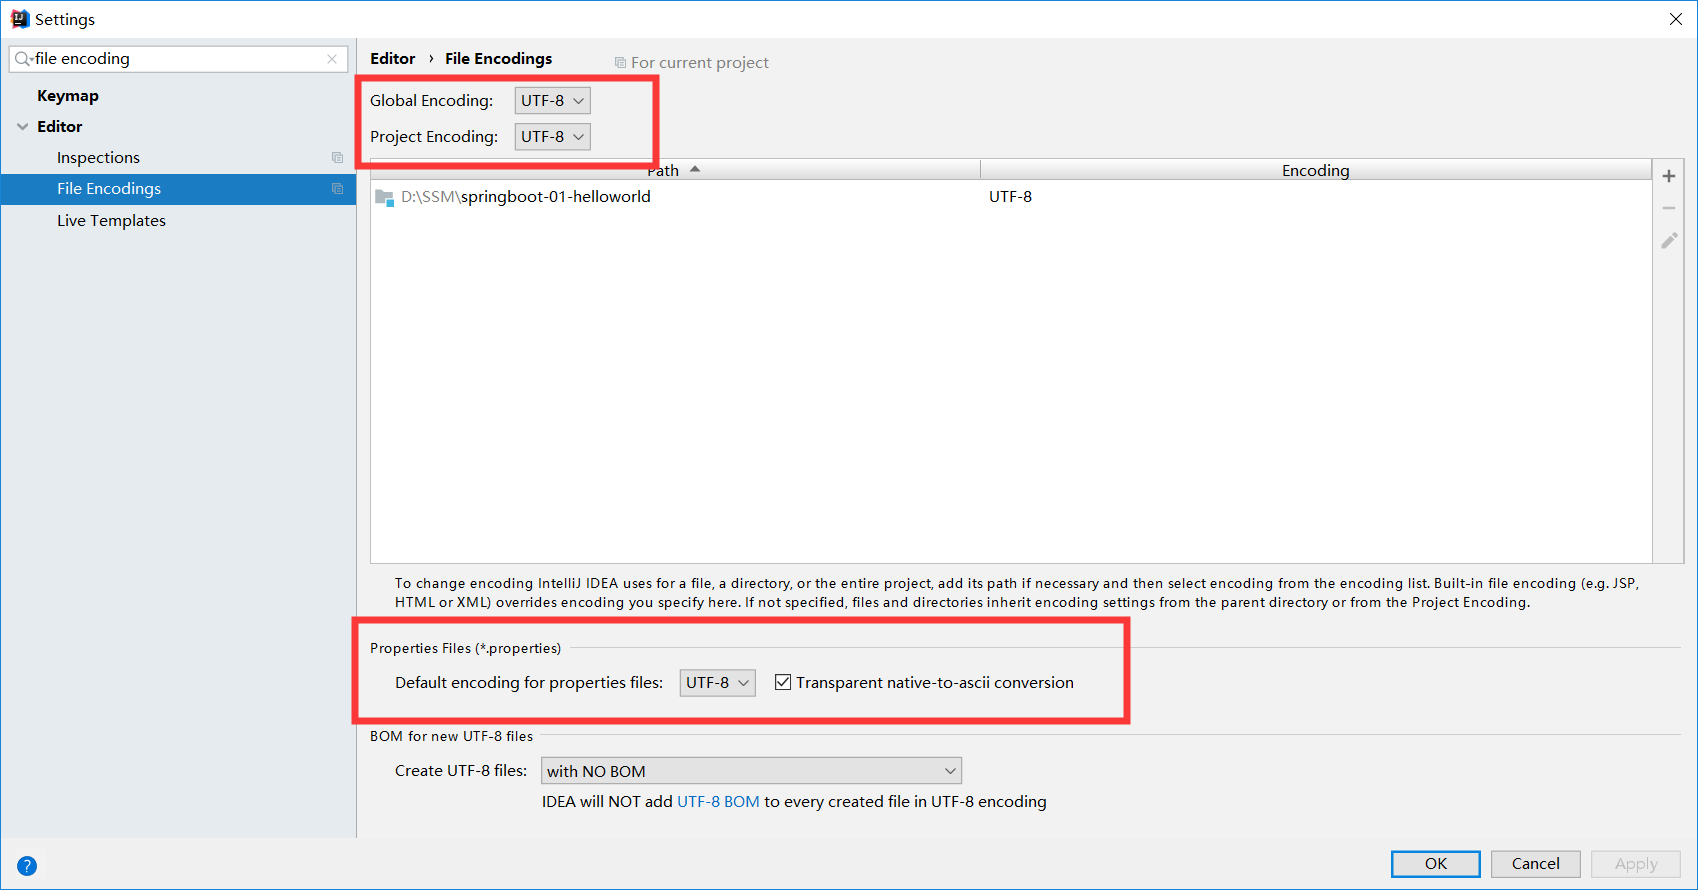 Settings
file encoding
Keymap
Editor
Inspections
File Encodings
Live Templates
Editor › File Encodings
For current project
Global Encoding: UTF-8
Project Encoding: UTF-8
Path Encoding
D:\SSM\springboot-01-helloworld UTF-8
To change encoding IntelliJ IDEA uses for a file, a directory, or the entire project, add its path if necessary and then select encoding from the encoding list. Built-in file encoding (e.g. JSP,
HTML or XML) overrides encoding you specify here. If not specified, files and directories inherit encoding settings from the parent directory or from the Project Encoding.
Properties Files (*.properties)
Default encoding for properties files: UTF-8 Transparent native-to-ascii conversion
BOM for new UTF-8 files
Create UTF-8 files: with NO BOM
IDEA will NOT add UTF-8 BOM to every created file in UTF-8 encoding
? OK Cancel Apply